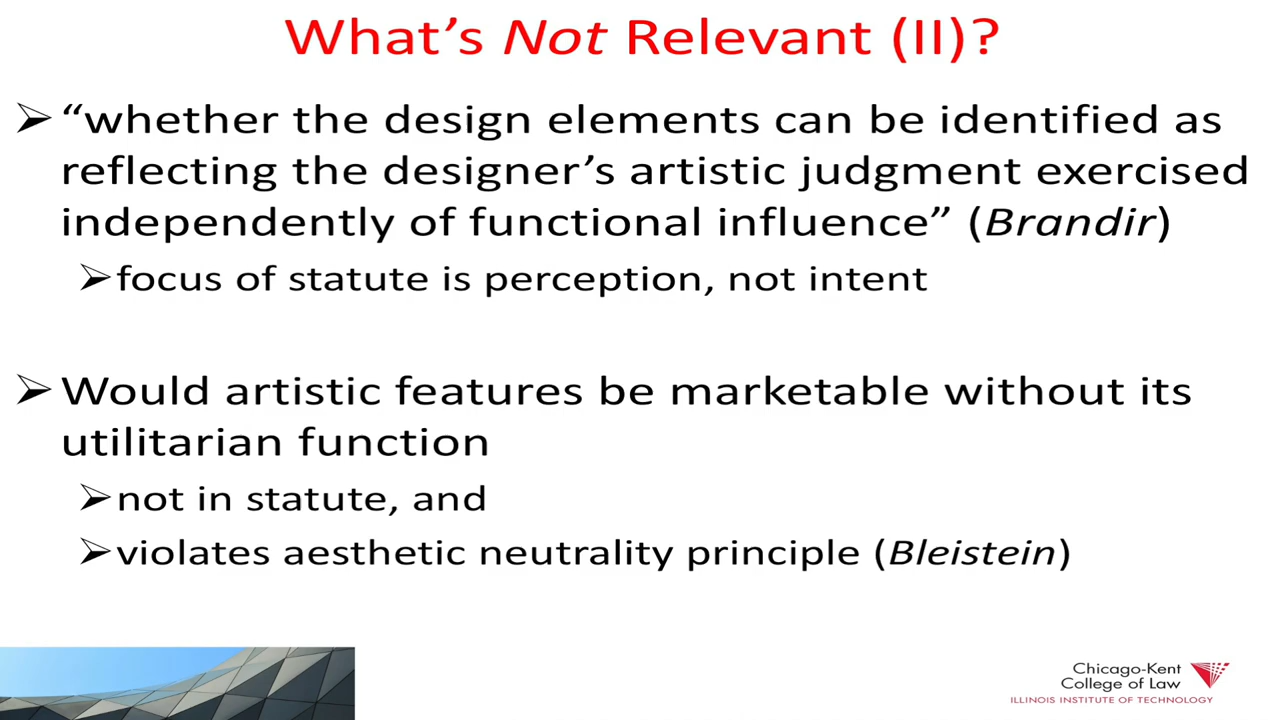 What’s Not Relevant (II)?
➢ “whether the design elements can be identified as
reflecting the designer’s artistic judgment exercised
independently of functional influence” (Brandir)
➢ focus of statute is perception, not intent
➢ Would artistic features be marketable without its
utilitarian function
➢ not in statute, and
➢ violates aesthetic neutrality principle (Bleistein)
Chicago-Kent
College of Law
ILLINOIS INSTITUTE OF TECHNOLOGY